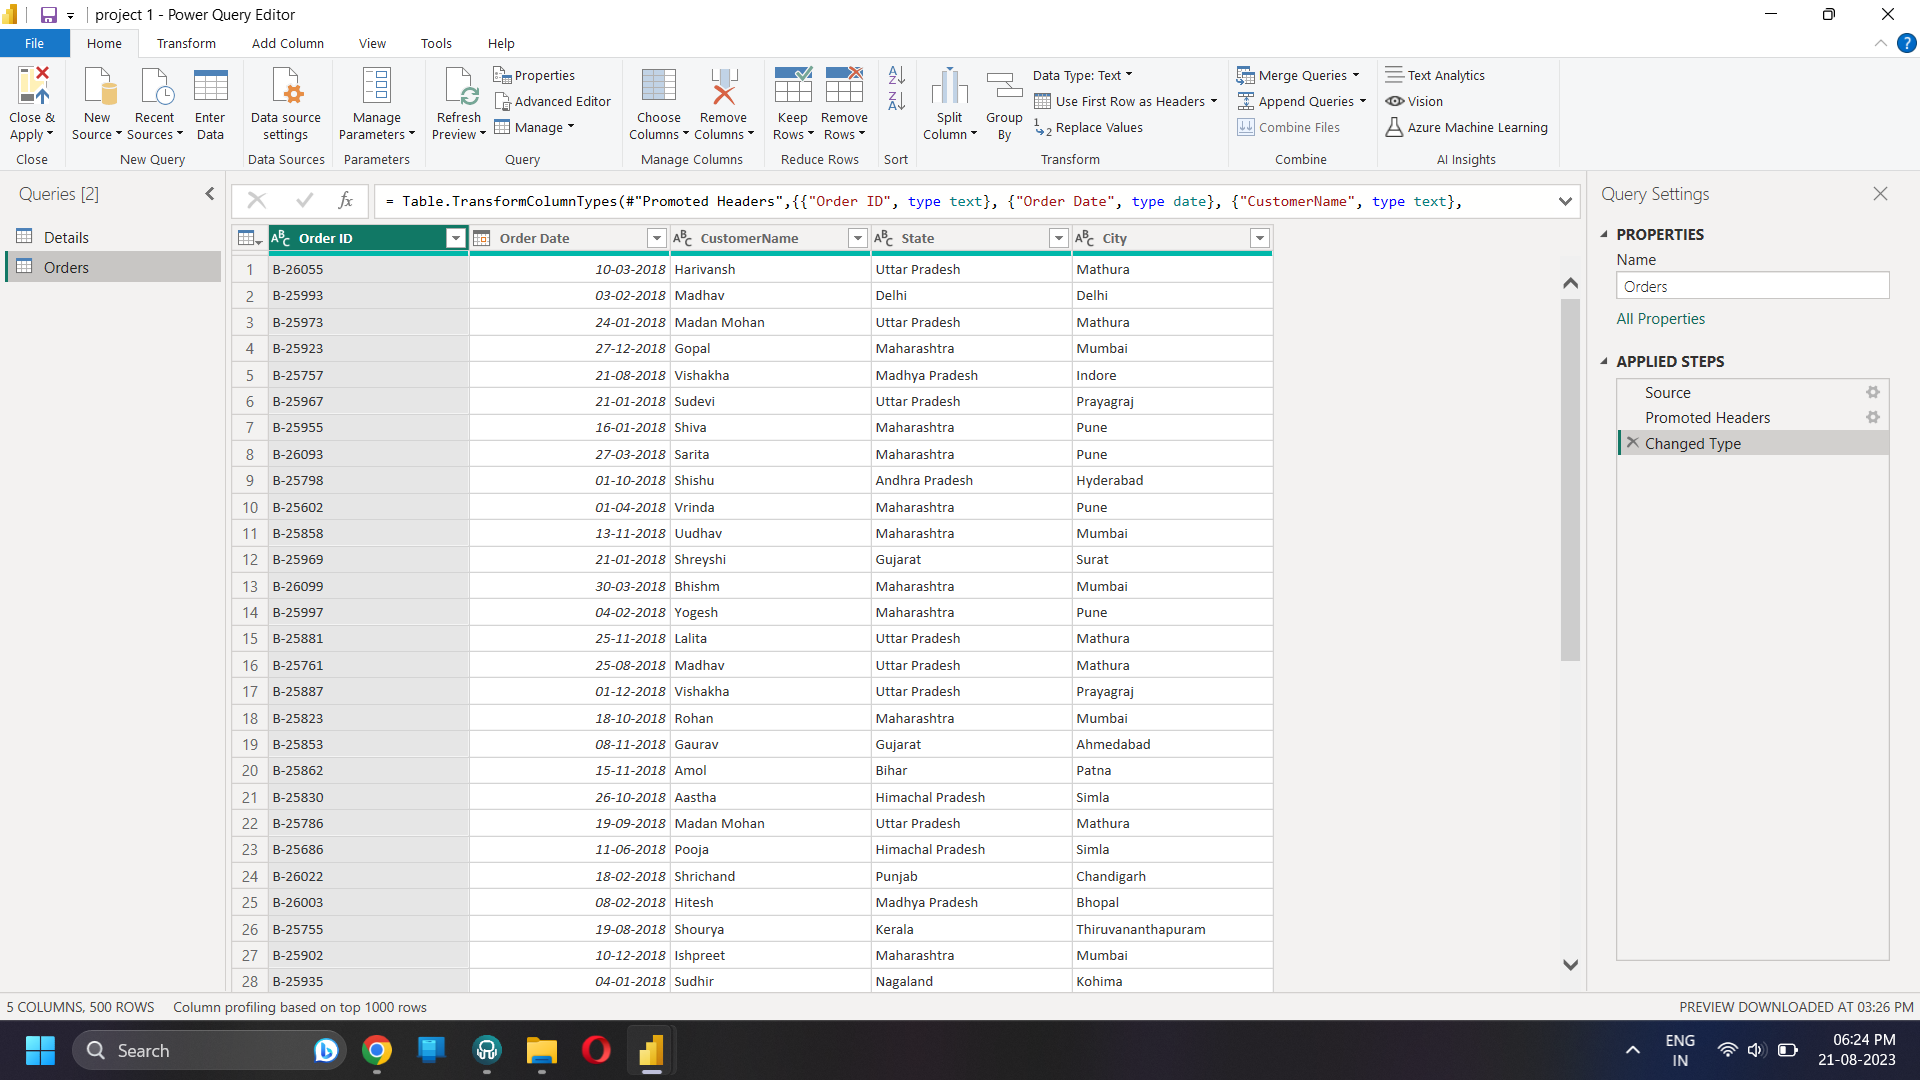 project 1 - Power Query Editor
File Home Transform Add Column View Tools Help
Close & Apply
Close
New Source
Recent Sources
Enter Data
New Query
Data source settings
Data Sources
Manage Parameters
Parameters
Refresh Preview
Properties
Advanced Editor
Manage
Query
Choose Columns
Remove Columns
Manage Columns
Keep Rows
Remove Rows
Reduce Rows
Sort
Split Column
Group By
Data Type: Text
Use First Row as Headers
Replace Values
Transform
Merge Queries
Append Queries
Combine Files
Combine
Text Analytics
Vision
Azure Machine Learning
AI Insights
Queries [2]
Details
Orders
fx = Table.TransformColumnTypes(#"Promoted Headers",{{"Order ID", type text}, {"Order Date", type date}, {"CustomerName", type text},
ABC Order ID Order Date ABC CustomerName ABC State ABC City
1 B-26055 10-03-2018 Harivansh Uttar Pradesh Mathura
2 B-25993 03-02-2018 Madhav Delhi Delhi
3 B-25973 24-01-2018 Madan Mohan Uttar Pradesh Mathura
4 B-25923 27-12-2018 Gopal Maharashtra Mumbai
5 B-25757 21-08-2018 Vishakha Madhya Pradesh Indore
6 B-25967 21-01-2018 Sudevi Uttar Pradesh Prayagraj
7 B-25955 16-01-2018 Shiva Maharashtra Pune
8 B-26093 27-03-2018 Sarita Maharashtra Pune
9 B-25798 01-10-2018 Shishu Andhra Pradesh Hyderabad
10 B-25602 01-04-2018 Vrinda Maharashtra Pune
11 B-25858 13-11-2018 Uudhav Maharashtra Mumbai
12 B-25969 21-01-2018 Shreyshi Gujarat Surat
13 B-26099 30-03-2018 Bhishm Maharashtra Mumbai
14 B-25997 04-02-2018 Yogesh Maharashtra Pune
15 B-25881 25-11-2018 Lalita Uttar Pradesh Mathura
16 B-25761 25-08-2018 Madhav Uttar Pradesh Mathura
17 B-25887 01-12-2018 Vishakha Uttar Pradesh Prayagraj
18 B-25823 18-10-2018 Rohan Maharashtra Mumbai
19 B-25853 08-11-2018 Gaurav Gujarat Ahmedabad
20 B-25862 15-11-2018 Amol Bihar Patna
21 B-25830 26-10-2018 Aastha Himachal Pradesh Simla
22 B-25786 19-09-2018 Madan Mohan Uttar Pradesh Mathura
23 B-25686 11-06-2018 Pooja Himachal Pradesh Simla
24 B-26022 18-02-2018 Shrichand Punjab Chandigarh
25 B-26003 08-02-2018 Hitesh Madhya Pradesh Bhopal
26 B-25755 19-08-2018 Shourya Kerala Thiruvananthapuram
27 B-25902 10-12-2018 Ishpreet Maharashtra Mumbai
28 B-25935 04-01-2018 Sudhir Nagaland Kohima
Query Settings
PROPERTIES
Name
Orders
All Properties
APPLIED STEPS
Source
Promoted Headers
Changed Type
5 COLUMNS, 500 ROWS Column profiling based on top 1000 rows PREVIEW DOWNLOADED AT 03:26 PM
Search
ENG
IN
06:24 PM
21-08-2023